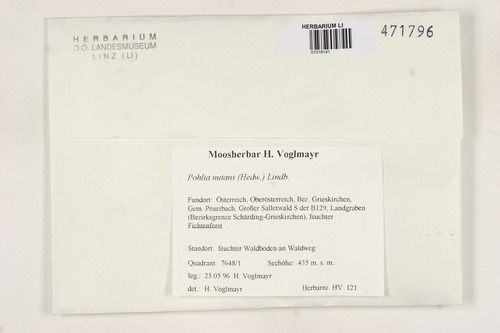 HERBARIUM
O.Ö. LANDESMUSEUM
LINZ (LI)
HERBARIUM LI
01018141
471796
Moosherbar H. Voglmayr
Pohlia nutans (Hedw.) Lindb.
Fundort: Österreich, Oberösterreich, Bez. Grieskirchen,
Gem. Peuerbach, Großer Salletwald S der B129, Landgraben
(Bezirksgrenze Schärding-Grieskirchen), feuchter
Fichtenforst
Standort: feuchter Waldboden an Waldweg
Quadrant: 7648/1 Seehöhe: 435 m. s. m.
leg.: 25.05.96 H. Voglmayr
det.: H. Voglmayr Herbarnr. HV 121